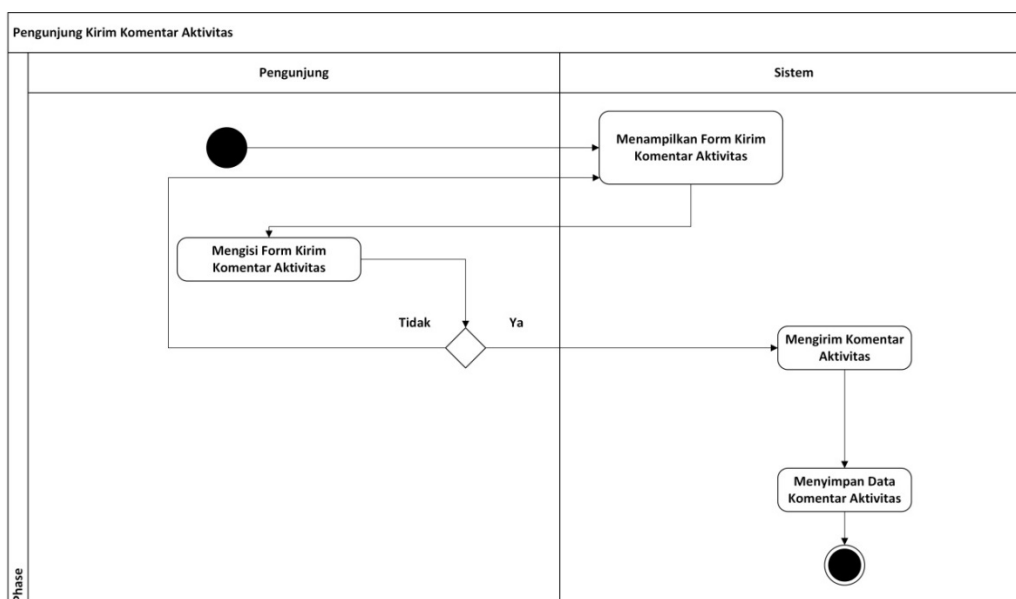 Pengunjung Kirim Komentar Aktivitas
Pengunjung
Sistem
Menampilkan Form Kirim
Komentar Aktivitas
Mengisi Form Kirim
Komentar Aktivitas
Tidak
Ya
Mengirim Komentar
Aktivitas
Menyimpan Data
Komentar Aktivitas
Phase